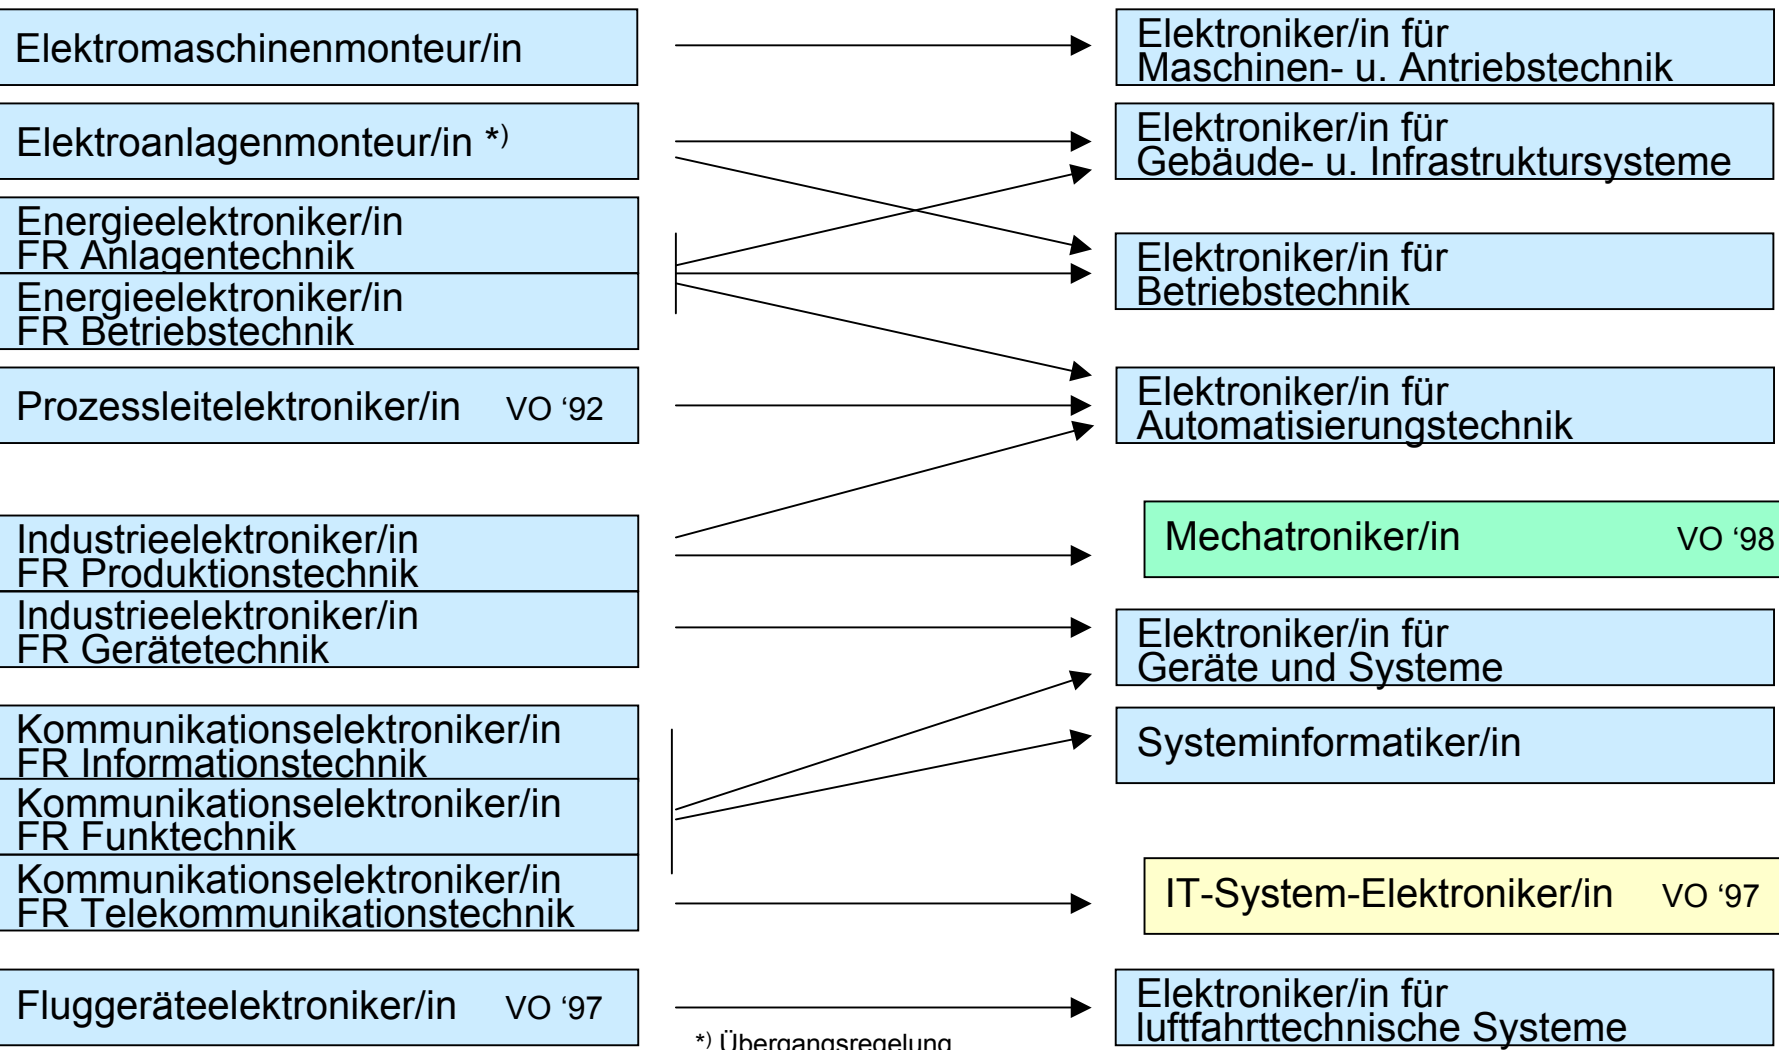 Elektromaschinenmonteur/in
Elektroniker/in für
Maschinen- u. Antriebstechnik
Elektroanlagenmonteur/in *)
Elektroniker/in für
Gebäude- u. Infrastruktursysteme
Energieelektroniker/in
FR Anlagentechnik
Energieelektroniker/in
FR Betriebstechnik
Elektroniker/in für
Betriebstechnik
Prozessleitelektroniker/in VO ‘92
Elektroniker/in für
Automatisierungstechnik
Industrieelektroniker/in
FR Produktionstechnik
Mechatroniker/in VO ‘98
Industrieelektroniker/in
FR Gerätetechnik
Elektroniker/in für
Geräte und Systeme
Kommunikationselektroniker/in
FR Informationstechnik
Systeminformatiker/in
Kommunikationselektroniker/in
FR Funktechnik
Kommunikationselektroniker/in
FR Telekommunikationstechnik
IT-System-Elektroniker/in VO ‘97
Fluggeräteelektroniker/in VO ‘97
Elektroniker/in für
luftfahrttechnische Systeme
*) Übergangsregelung